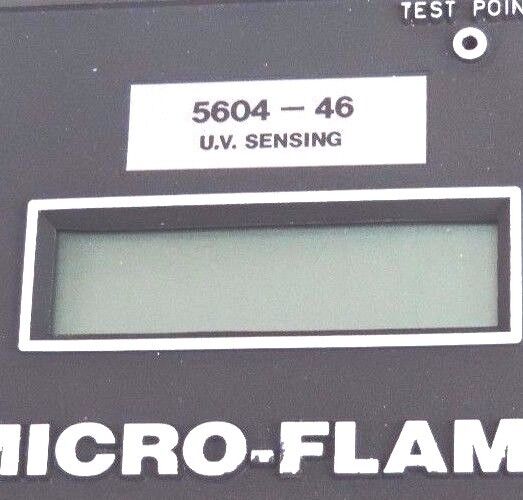 TEST POIN
5604 – 46
U.V. SENSING
MICRO-FLAM